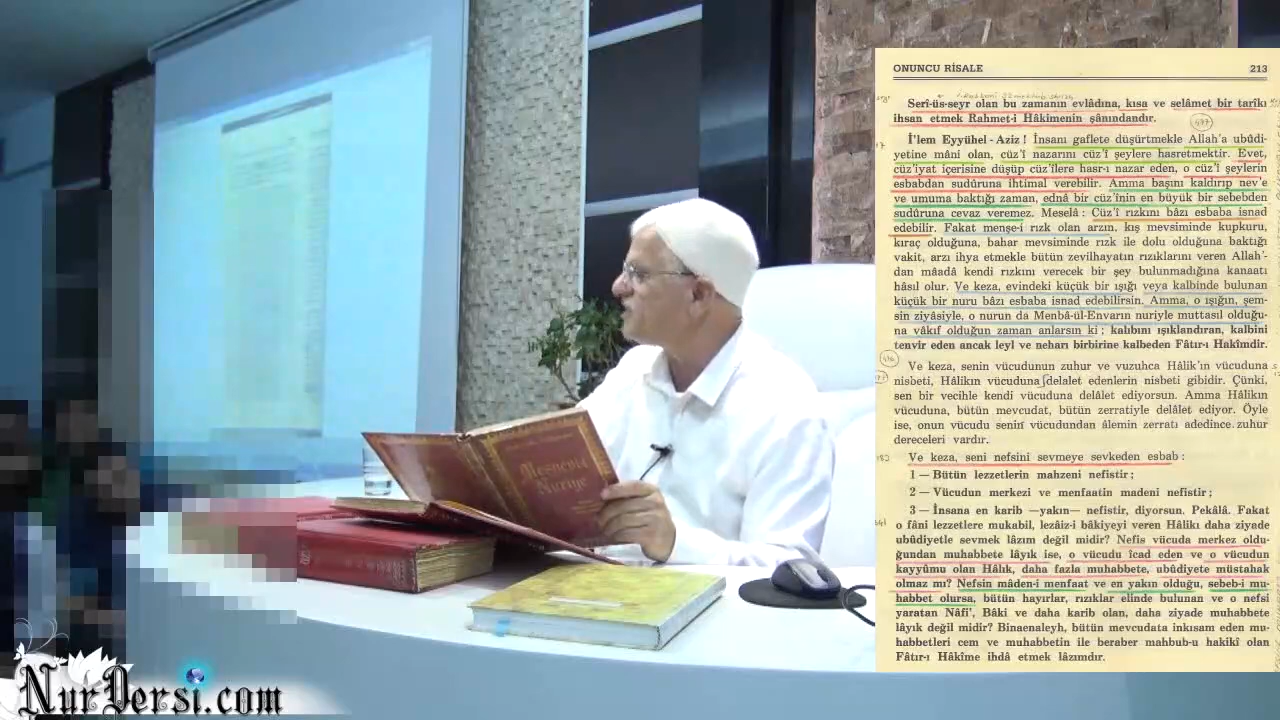 ONUNCU RİSALE 213
Serî-üs-seyr olan bu zamanın evlâdına, kısa ve selâmet bir tarîkı
ihsan etmek Rahmet-i Hâkimenin şânındandır.
477
İ'lem Eyyühel - Aziz! İnsanı gaflete düşürtmekle Allah'a ubûdi-
yetine mâni olan, cüz'î nazarını cüz'î şeylere hasretmektir. Evet,
cüz'iyat içerisine düşüp cüz'îlere hasr-ı nazar eden, o cüz'î şeylerin
esbabdan sudûruna ihtimal verebilir. Amma başını kaldırıp nev'e
ve umuma baktığı zaman, ednâ bir cüz'înin en büyük bir sebebden
sudûruna cevaz veremez. Meselâ : Cüz'î rızkını bâzı esbaba isnad
edebilir. Fakat menşe-i rızk olan arzın, kış mevsiminde kupkuru,
kıraç olduğuna, bahar mevsiminde rızk ile dolu olduğuna baktığı
vakit, arzı ihya etmekle bütün zevilhayatın rızıklarını veren Allah'-
dan mâadâ kendi rızkını verecek bir şey bulunmadığına kanaatı
hâsıl olur. Ve keza, evindeki küçük bir ışığı veya kalbinde bulunan
küçük bir nuru bâzı esbaba isnad edebilirsin. Amma, o ışığın, şem-
sin ziyâsiyle, o nurun da Menbâ-ül-Envarın nuriyle muttasıl olduğu-
na vâkıf olduğun zaman anlarsın ki ; kalıbını ışıklandıran, kalbini
tenvir eden ancak leyl ve neharı birbirine kalbeden Fâtır-ı Hakîmdir.
Ve keza, senin vücudunun zuhur ve vuzuhca Hâlik'ın vücuduna
nisbeti, Hâlikın vücuduna delalet edenlerin nisbeti gibidir. Çünki,
sen bir vecihle kendi vücuduna delâlet ediyorsun. Amma Hâlikın
vücuduna, bütün mevcudat, bütün zerratiyle delâlet ediyor. Öyle
ise, onun vücudu senin vücudundan âlemin zerratı adedince zuhur
dereceleri vardır.
Ve keza, seni nefsini sevmeye sevkeden esbab :
1 — Bütün lezzetlerin mahzeni nefistir ;
2 — Vücudun merkezi ve menfaatin madeni nefistir ;
3 — İnsana en karib —yakın— nefistir, diyorsun. Pekâlâ. Fakat
o fâni lezzetlere mukabil, lezâiz-i bâkiyeyi veren Hâlikı daha ziyade
ubûdiyetle sevmek lâzım değil midir? Nefis vücuda merkez oldu-
ğundan muhabbete lâyık ise, o vücudu îcad eden ve o vücudun
kayyûmu olan Hâlık, daha fazla muhabbete, ubûdiyete müstahak
olmaz mı? Nefsin mâden-i menfaat ve en yakın olduğu, sebeb-i mu-
habbet olursa, bütün hayırlar, rızıklar elinde bulunan ve o nefsi
yaratan Nâfi', Bâki ve daha karib olan, daha ziyade muhabbete
lâyık değil midir? Binaenaleyh, bütün mevcudata inkısam eden mu-
habbetleri cem ve muhabbetin ile beraber mahbub-u hakikî olan
Fâtır-ı Hâkîme ihdâ etmek lâzımdır.
Mesnevî-i
Nuriye
NurDersi.com